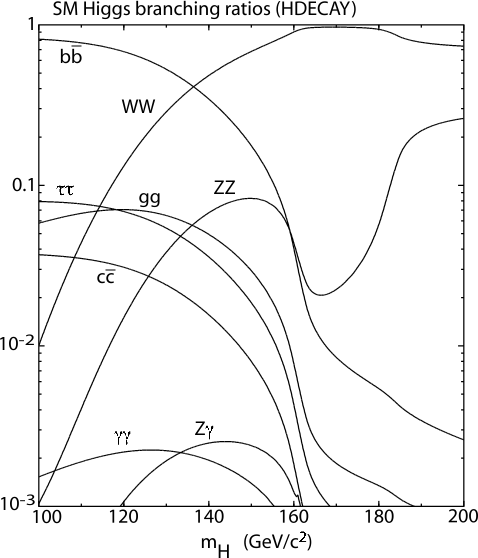 SM Higgs branching ratios (HDECAY)
1
bb̅
WW
0.1
ττ
gg
ZZ
cc̅
10⁻²
γγ
Zγ
10⁻³
100 120 140 160 180 200
m_H (GeV/c²)